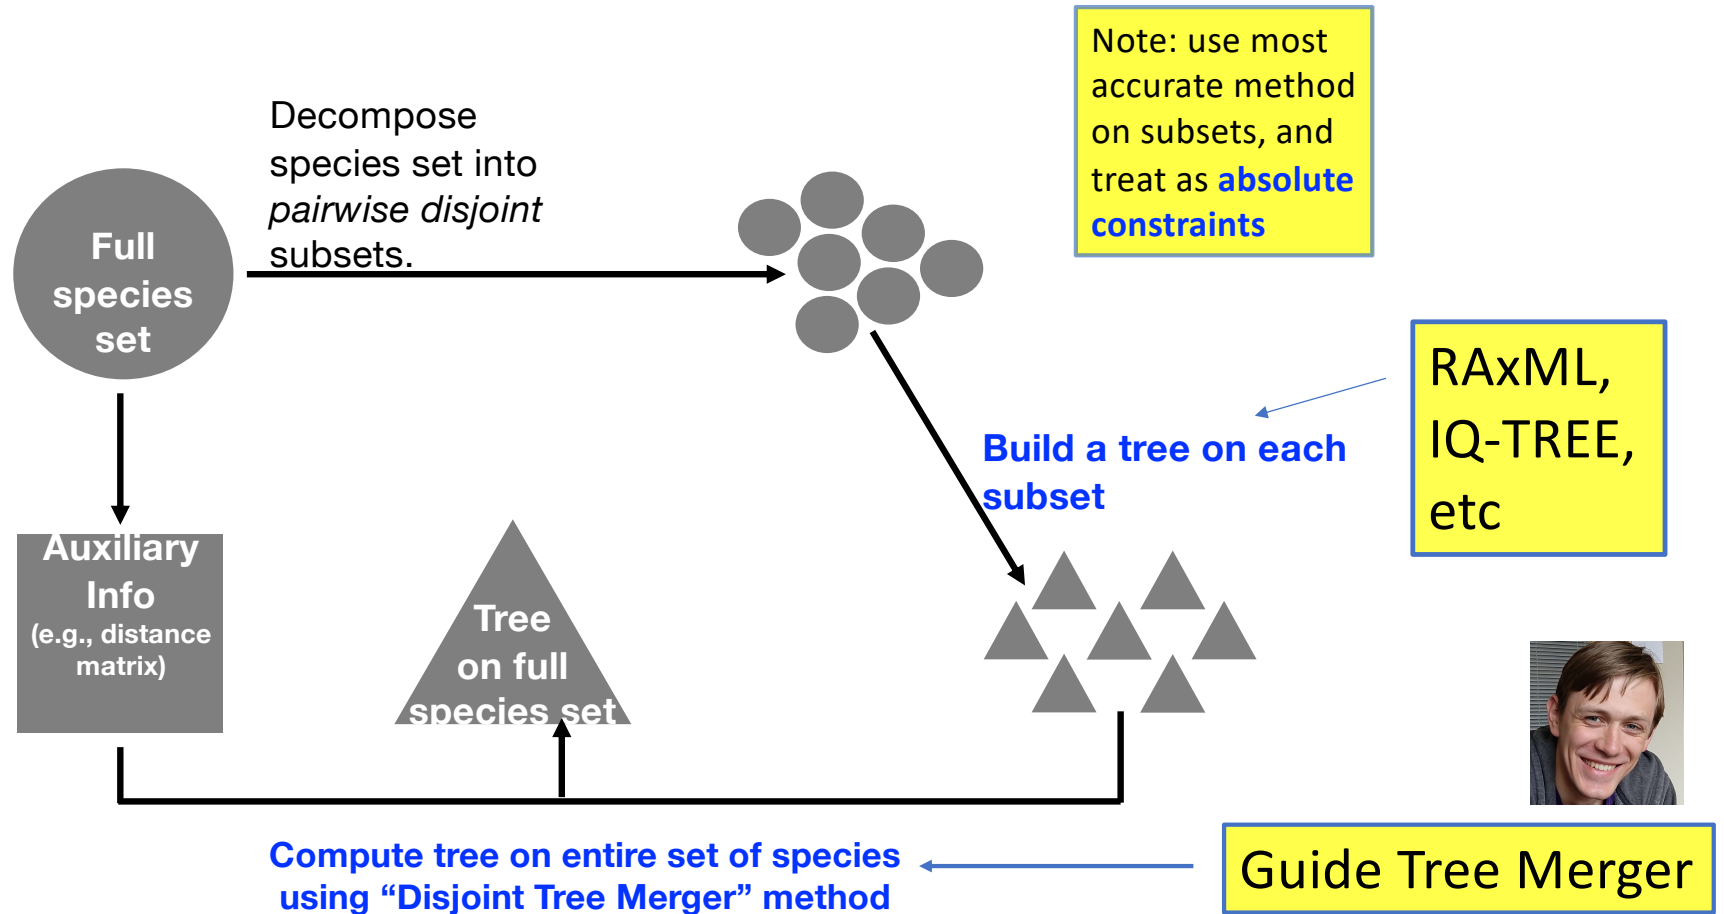 Note: use most
accurate method
on subsets, and
treat as absolute
constraints
Decompose
species set into
pairwise disjoint
subsets.
Full
species
set
RAxML,
IQ-TREE,
etc
Build a tree on each
subset
Auxiliary
Info
(e.g., distance
matrix)
Tree
on full
species set
Compute tree on entire set of species
using “Disjoint Tree Merger” method
Guide Tree Merger